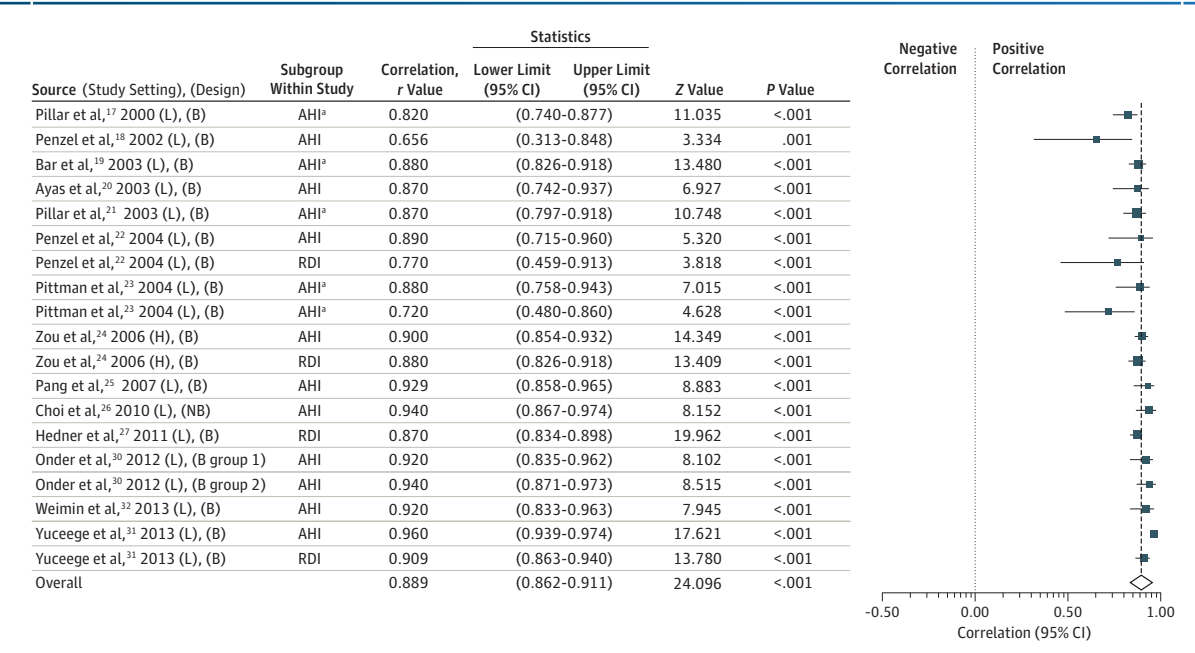 Statistics
Negative Correlation
Positive Correlation
Source (Study Setting), (Design) Subgroup Within Study Correlation, r Value Lower Limit (95% CI) Upper Limit (95% CI) Z Value P Value
Pillar et al,17 2000 (L), (B) AHIa 0.820 (0.740-0.877) 11.035 <.001
Penzel et al,18 2002 (L), (B) AHI 0.656 (0.313-0.848) 3.334 .001
Bar et al,19 2003 (L), (B) AHIa 0.880 (0.826-0.918) 13.480 <.001
Ayas et al,20 2003 (L), (B) AHI 0.870 (0.742-0.937) 6.927 <.001
Pillar et al,21 2003 (L), (B) AHIa 0.870 (0.797-0.918) 10.748 <.001
Penzel et al,22 2004 (L), (B) AHI 0.890 (0.715-0.960) 5.320 <.001
Penzel et al,22 2004 (L), (B) RDI 0.770 (0.459-0.913) 3.818 <.001
Pittman et al,23 2004 (L), (B) AHIa 0.880 (0.758-0.943) 7.015 <.001
Pittman et al,23 2004 (L), (B) AHIa 0.720 (0.480-0.860) 4.628 <.001
Zou et al,24 2006 (H), (B) AHI 0.900 (0.854-0.932) 14.349 <.001
Zou et al,24 2006 (H), (B) RDI 0.880 (0.826-0.918) 13.409 <.001
Pang et al,25 2007 (L), (B) AHI 0.929 (0.858-0.965) 8.883 <.001
Choi et al,26 2010 (L), (NB) AHI 0.940 (0.867-0.974) 8.152 <.001
Hedner et al,27 2011 (L), (B) RDI 0.870 (0.834-0.898) 19.962 <.001
Onder et al,30 2012 (L), (B group 1) AHI 0.920 (0.835-0.962) 8.102 <.001
Onder et al,30 2012 (L), (B group 2) AHI 0.940 (0.871-0.973) 8.515 <.001
Weimin et al,32 2013 (L), (B) AHI 0.920 (0.833-0.963) 7.945 <.001
Yuceege et al,31 2013 (L), (B) AHI 0.960 (0.939-0.974) 17.621 <.001
Yuceege et al,31 2013 (L), (B) RDI 0.909 (0.863-0.940) 13.780 <.001
Overall 0.889 (0.862-0.911) 24.096 <.001
-0.50 0.00 0.50 1.00
Correlation (95% CI)